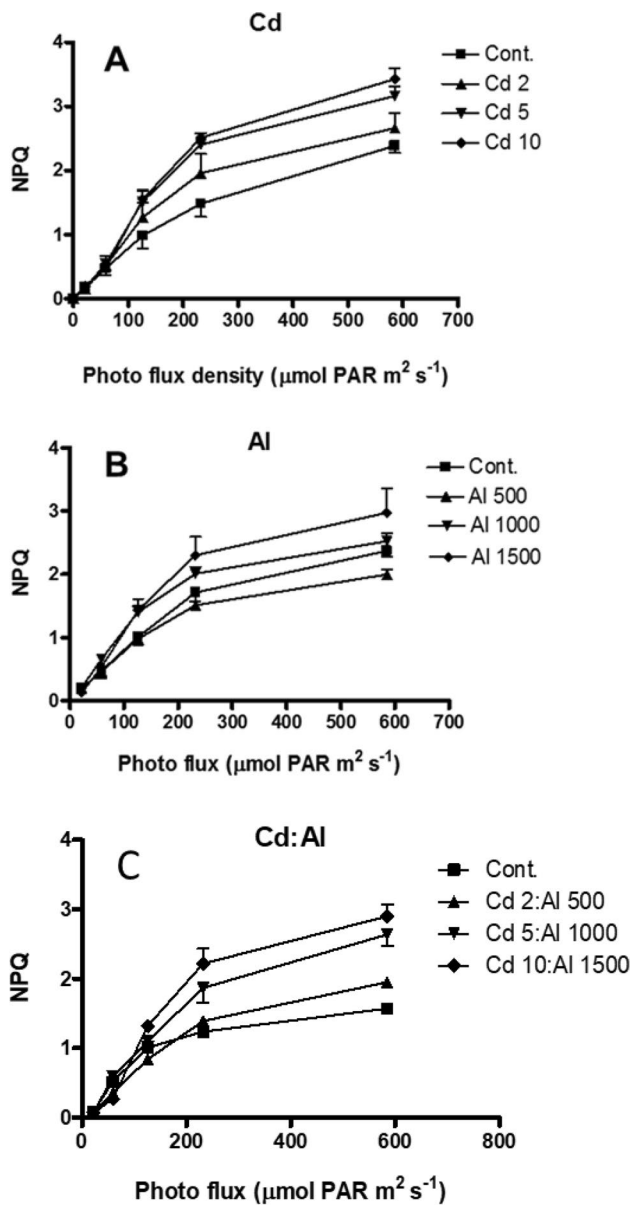 A
Cd
Cont.
Cd 2
Cd 5
Cd 10
NPQ
4
3
2
1
0
0 100 200 300 400 500 600 700
Photo flux density (μmol PAR m² s⁻¹)
B
Al
Cont.
Al 500
Al 1000
Al 1500
NPQ
4
3
2
1
0
0 100 200 300 400 500 600 700
Photo flux (μmol PAR m² s⁻¹)
C
Cd:Al
Cont.
Cd 2:Al 500
Cd 5:Al 1000
Cd 10:Al 1500
NPQ
4
3
2
1
0
0 200 400 600 800
Photo flux (μmol PAR m² s⁻¹)